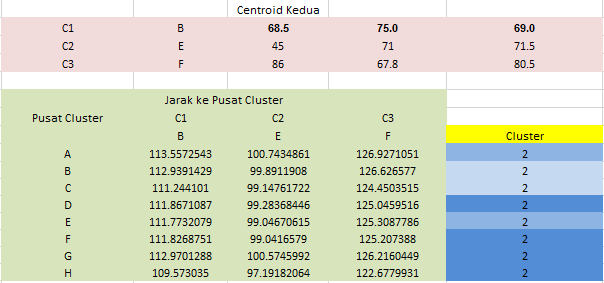 Centroid Kedua
C1 B 68.5 75.0 69.0
C2 E 45 71 71.5
C3 F 86 67.8 80.5
Jarak ke Pusat Cluster
Pusat Cluster C1 C2 C3
B E F Cluster
A 113.5572543 100.7434861 126.9271051 2
B 112.9391429 99.8911908 126.626577 2
C 111.244101 99.14761722 124.4503515 2
D 111.8671087 99.28368446 125.0459516 2
E 111.7732079 99.04670615 125.3087786 2
F 111.8268751 99.0416579 125.207388 2
G 112.9701288 100.5745992 126.2160449 2
H 109.573035 97.19182064 122.6779931 2